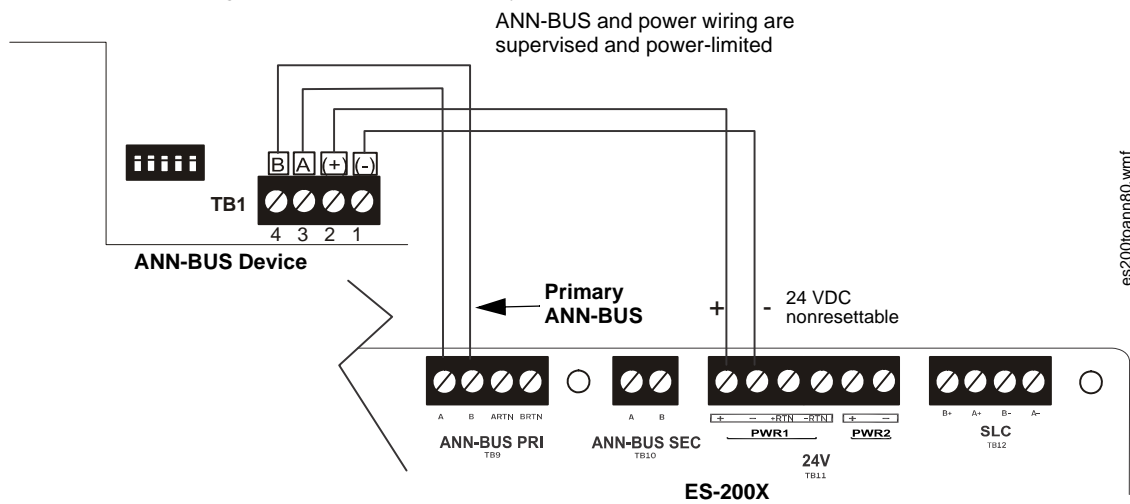 ANN-BUS and power wiring are
supervised and power-limited
B A (+) (-)
TB1
4 3 2 1
ANN-BUS Device
es200toann80.wmf
Primary
ANN-BUS
+ - 24 VDC
nonresettable
A B ARTN BRTN
ANN-BUS PRI
TB9
A B
ANN-BUS SEC
TB10
+ − +RTN −RTN + −
PWR1 PWR2
24V
TB11
B+ A+ B- A-
SLC
TB12
ES-200X